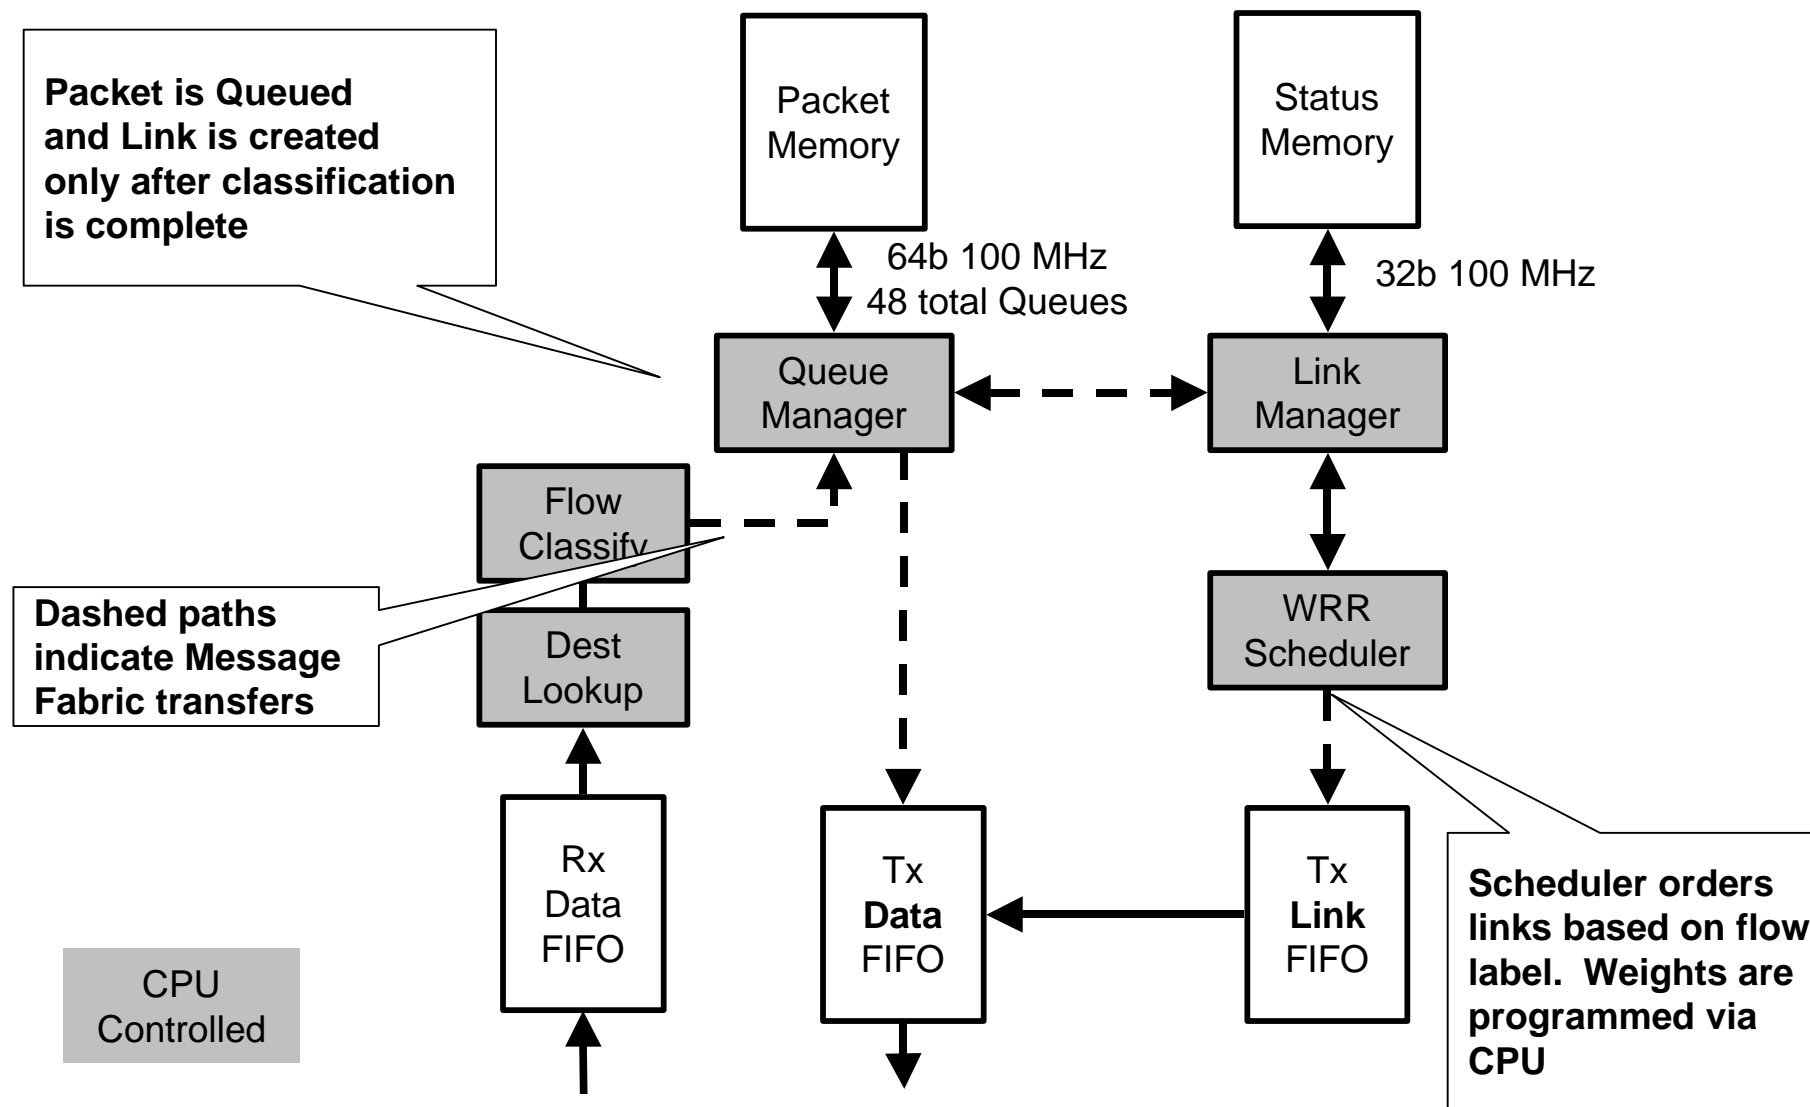 Packet is Queued
and Link is created
only after classification
is complete
Packet
Memory
Status
Memory
64b 100 MHz
48 total Queues
32b 100 MHz
Queue
Manager
Link
Manager
Flow
Classify
Dashed paths
indicate Message
Fabric transfers
Dest
Lookup
WRR
Scheduler
Rx
Data
FIFO
Tx
Data
FIFO
Tx
Link
FIFO
Scheduler orders
links based on flow
label.  Weights are
programmed via
CPU
CPU
Controlled